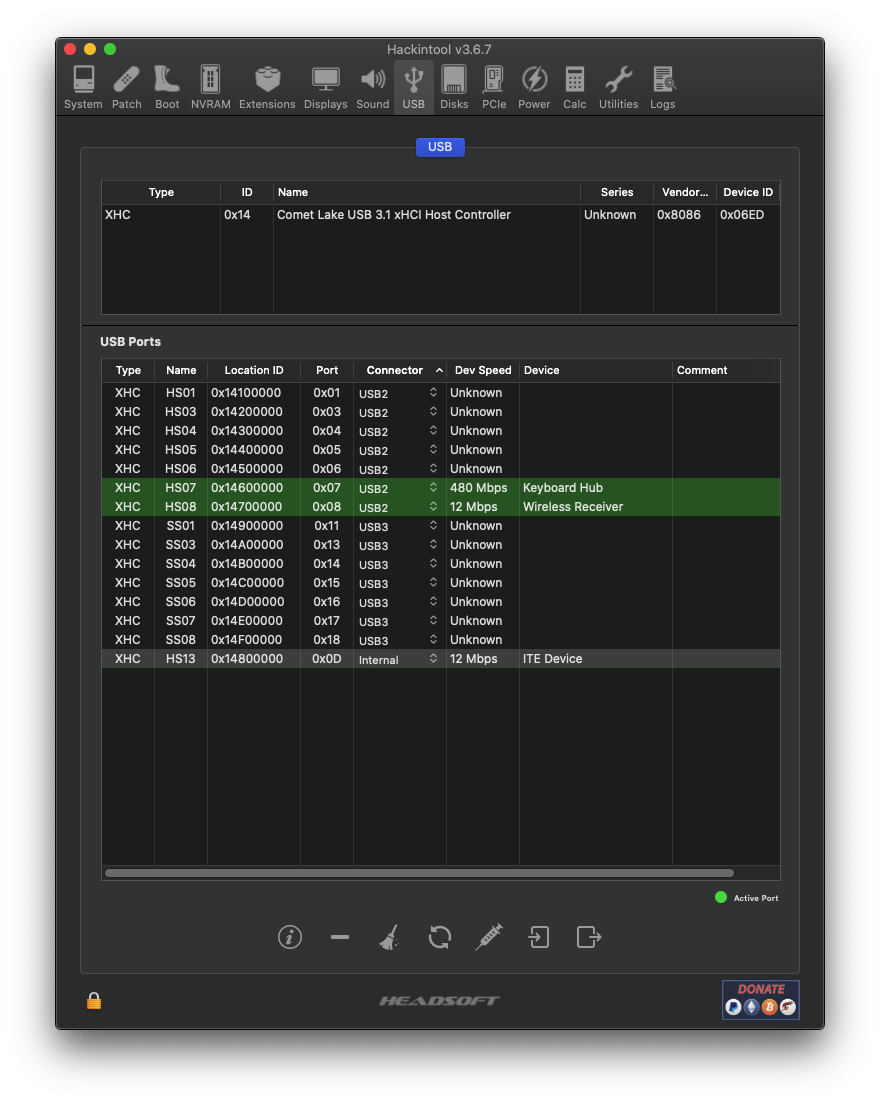 Hackintool v3.6.7
System Patch Boot NVRAM Extensions Displays Sound USB Disks PCIe Power Calc Utilities Logs
USB
Type ID Name Series Vendor... Device ID
XHC 0x14 Comet Lake USB 3.1 xHCI Host Controller Unknown 0x8086 0x06ED
USB Ports
Type Name Location ID Port Connector Dev Speed Device Comment
XHC HS01 0x14100000 0x01 USB2 Unknown
XHC HS03 0x14200000 0x03 USB2 Unknown
XHC HS04 0x14300000 0x04 USB2 Unknown
XHC HS05 0x14400000 0x05 USB2 Unknown
XHC HS06 0x14500000 0x06 USB2 Unknown
XHC HS07 0x14600000 0x07 USB2 480 Mbps Keyboard Hub
XHC HS08 0x14700000 0x08 USB2 12 Mbps Wireless Receiver
XHC SS01 0x14900000 0x11 USB3 Unknown
XHC SS03 0x14A00000 0x13 USB3 Unknown
XHC SS04 0x14B00000 0x14 USB3 Unknown
XHC SS05 0x14C00000 0x15 USB3 Unknown
XHC SS06 0x14D00000 0x16 USB3 Unknown
XHC SS07 0x14E00000 0x17 USB3 Unknown
XHC SS08 0x14F00000 0x18 USB3 Unknown
XHC HS13 0x14800000 0x0D Internal 12 Mbps ITE Device
Active Port
HEADSOFT
DONATE